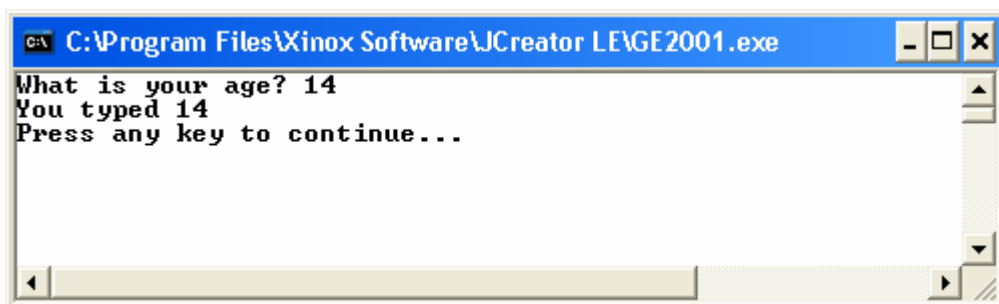 C:\Program Files\Xinox Software\JCreator LE\GE2001.exe
What is your age? 14
You typed 14
Press any key to continue...